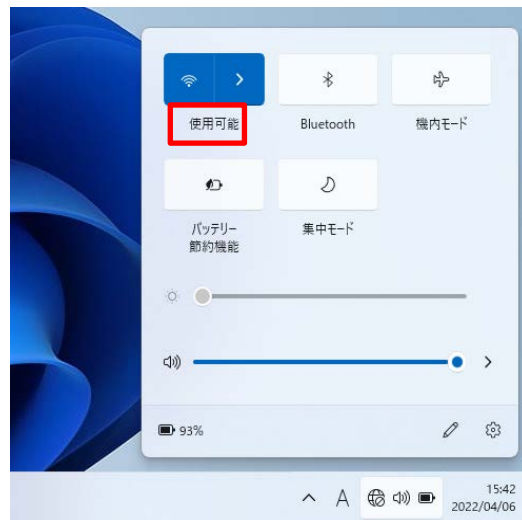 使用可能
Bluetooth
機内モード
バッテリー
節約機能
集中モード
93%
A
15:42
2022/04/06